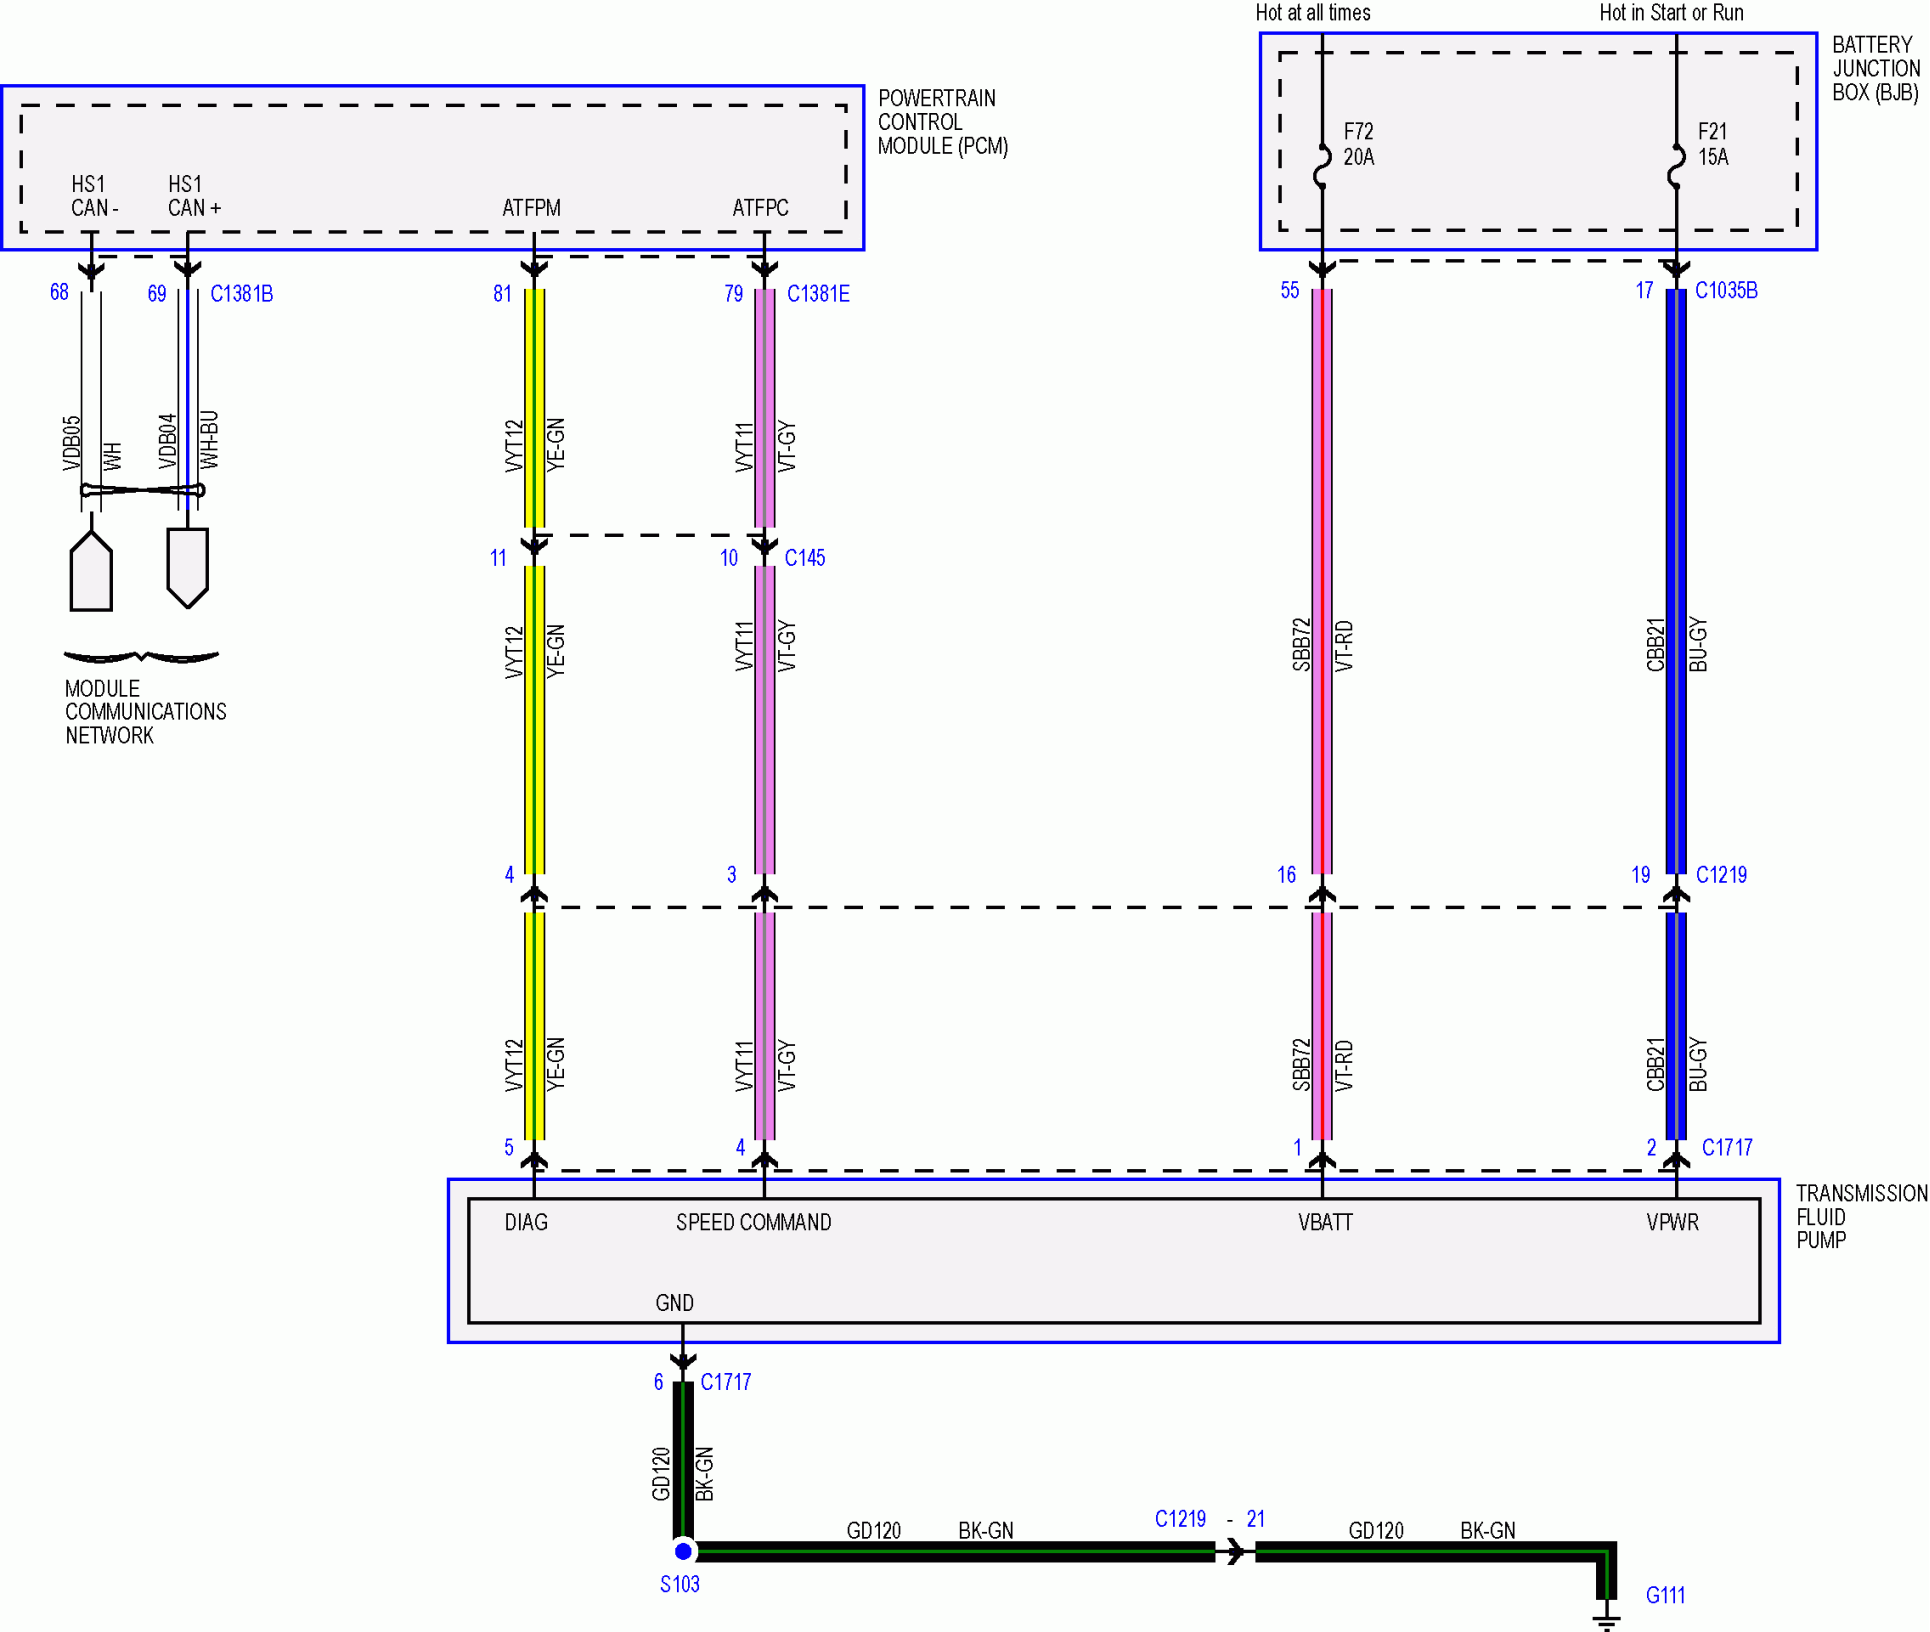 Hot at all times
Hot in Start or Run
BATTERY
JUNCTION
BOX (BJB)
F72
20A
F21
15A
POWERTRAIN
CONTROL
MODULE (PCM)
HS1
CAN -
HS1
CAN +
ATFPM
ATFPC
68
69
C1381B
81
79
C1381E
55
17
C1035B
VDB05
WH
VDB04
WH-BU
VYT12
YE-GN
VYT11
VT-GY
11
10
C145
VYT12
YE-GN
VYT11
VT-GY
SBB72
VT-RD
CBB21
BU-GY
MODULE
COMMUNICATIONS
NETWORK
4
3
16
19
C1219
VYT12
YE-GN
VYT11
VT-GY
SBB72
VT-RD
CBB21
BU-GY
5
4
1
2
C1717
TRANSMISSION
FLUID
PUMP
DIAG
SPEED COMMAND
VBATT
VPWR
GND
6
C1717
GD120
BK-GN
GD120
BK-GN
C1219 - 21
GD120
BK-GN
S103
G111